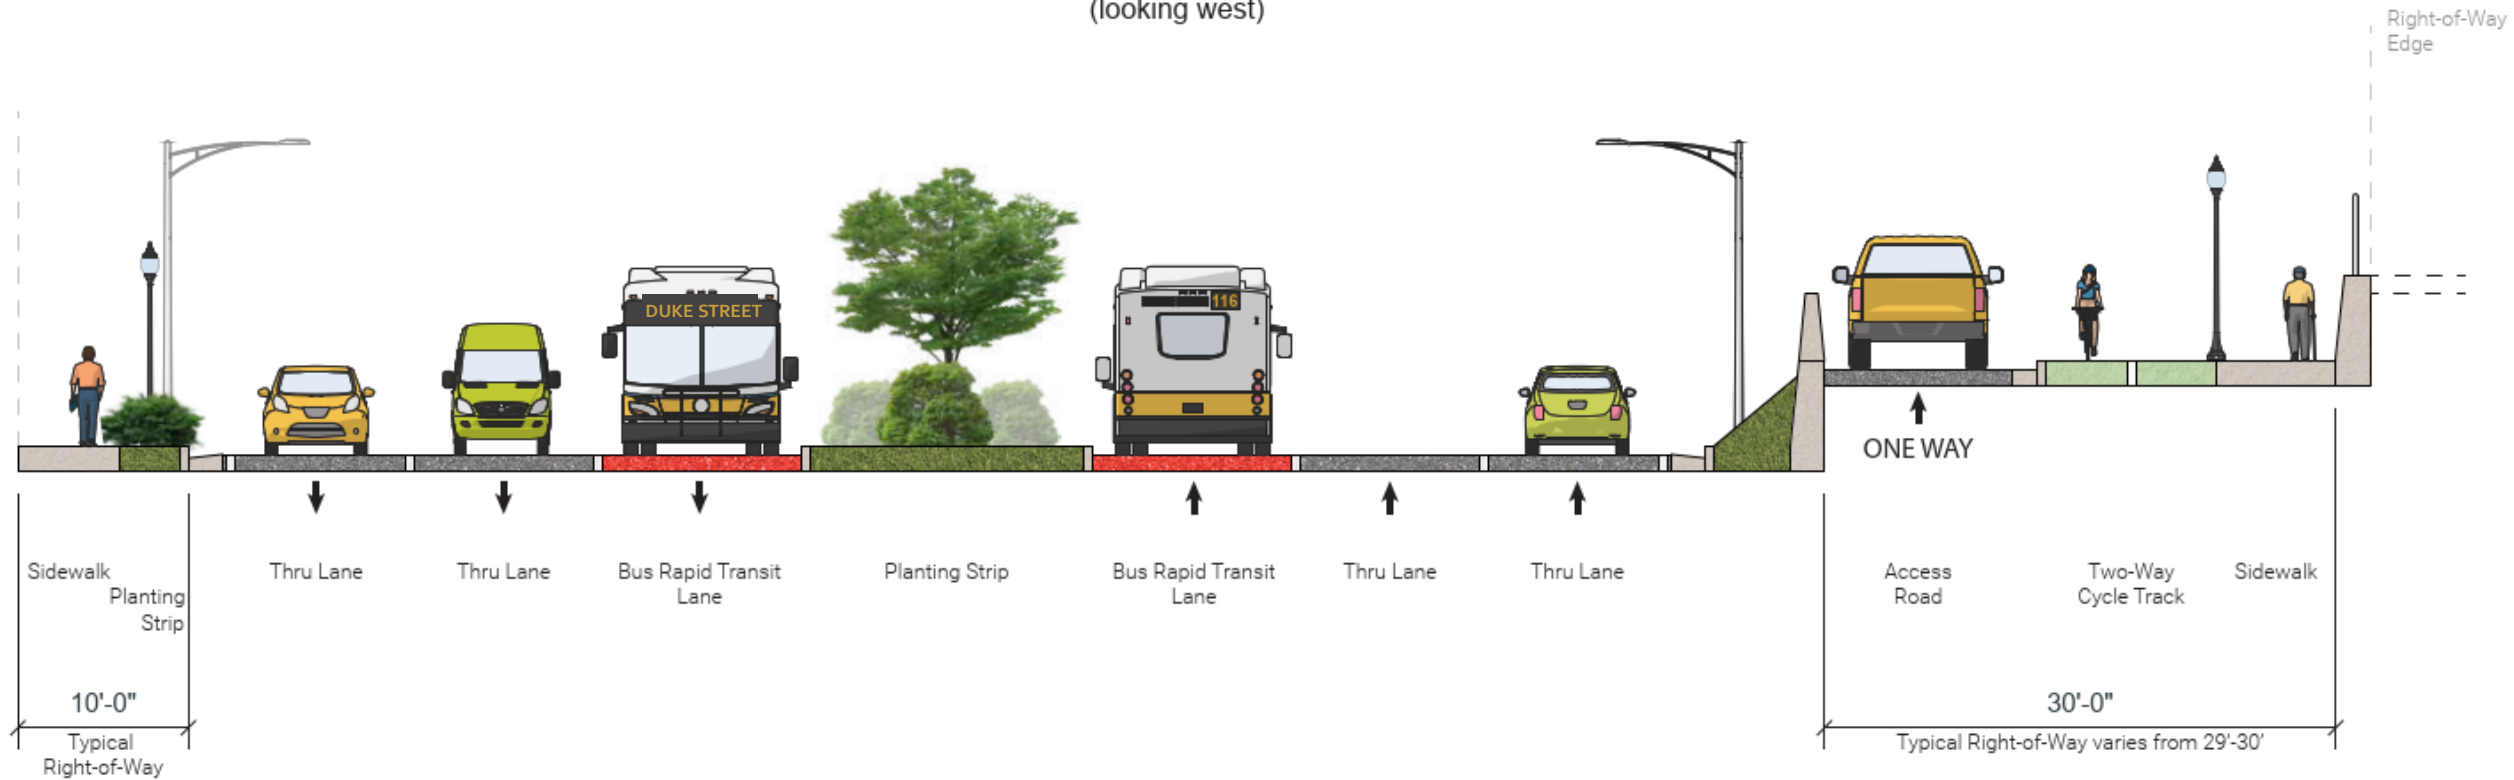 (looking west)
Right-of-Way
Edge
DUKE STREET
116
ONE WAY
Sidewalk
Planting
Strip
Thru Lane
Thru Lane
Bus Rapid Transit
Lane
Planting Strip
Bus Rapid Transit
Lane
Thru Lane
Thru Lane
Access
Road
Two-Way
Cycle Track
Sidewalk
10'-0"
Typical
Right-of-Way
30'-0"
Typical Right-of-Way varies from 29'-30'